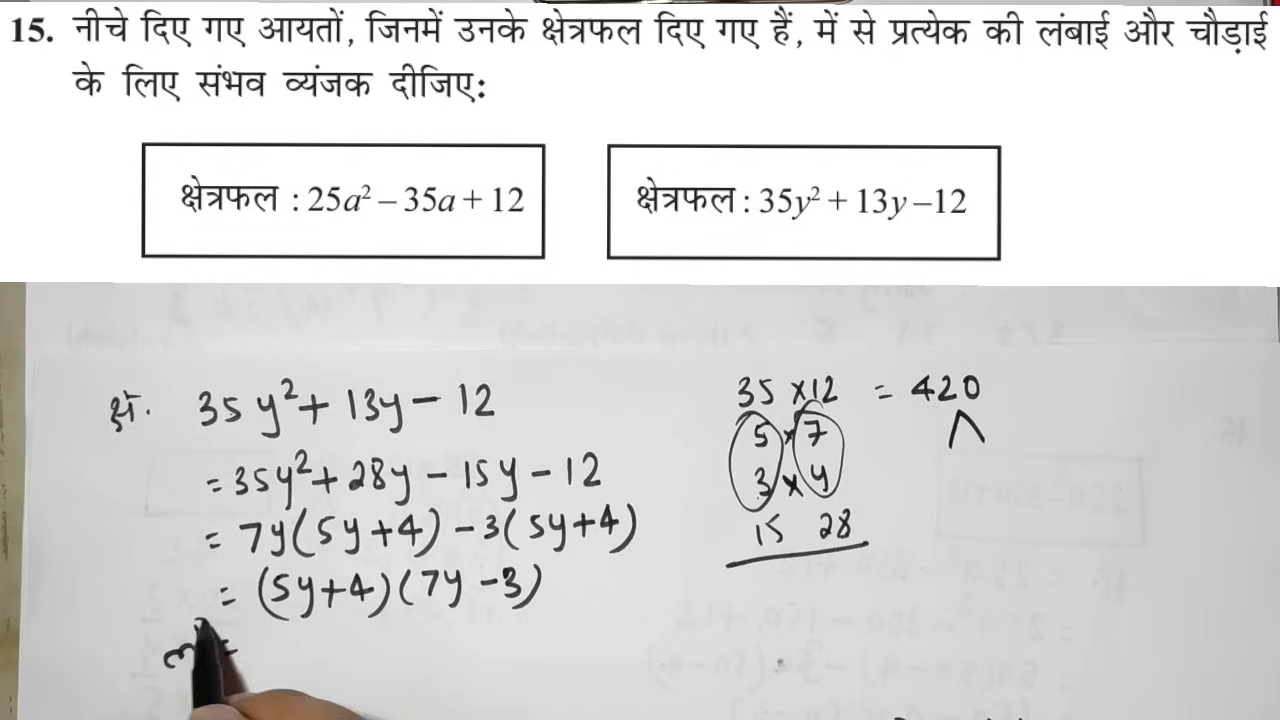 15. नीचे दिए गए आयतों, जिनमें उनके क्षेत्रफल दिए गए हैं, में से प्रत्येक की लंबाई और चौड़ाई
के लिए संभव व्यंजक दीजिए:
क्षेत्रफल : 25a² – 35a + 12
क्षेत्रफल : 35y² + 13y –12
क्षे. 35y² + 13y – 12
= 35y² + 28y – 15y – 12
= 7y(5y+4) – 3(5y+4)
= (5y+4)(7y–3)
35 × 12 = 420
5 × 7
3 × 4
15 28